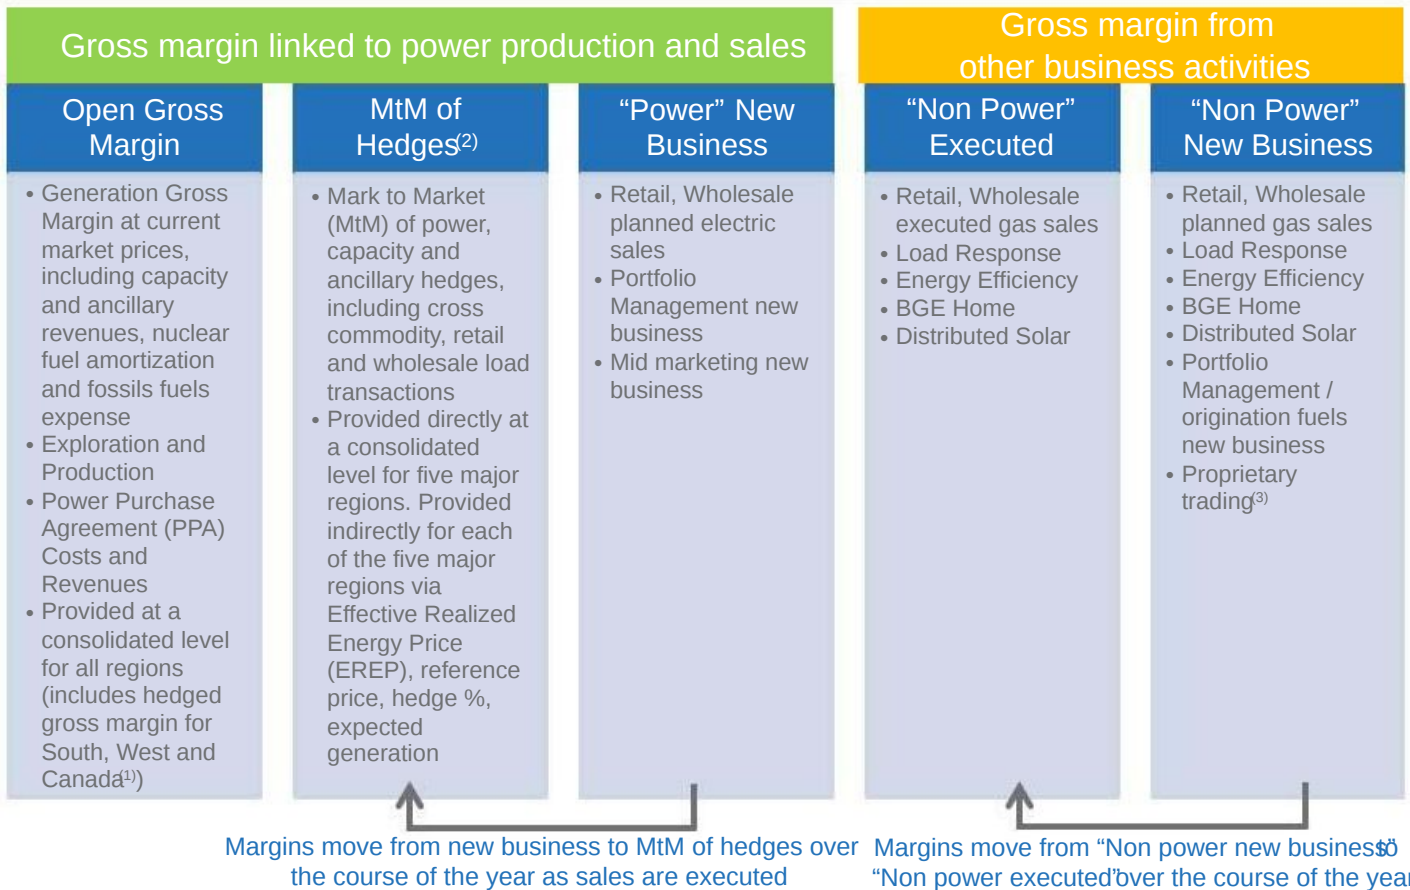 Gross margin linked to power production and sales
Gross margin from
other business activities
Open Gross
Margin
• Generation Gross
Margin at current
market prices,
including capacity
and ancillary
revenues, nuclear
fuel amortization
and fossils fuels
expense
• Exploration and
Production
• Power Purchase
Agreement (PPA)
Costs and
Revenues
• Provided at a
consolidated level
for all regions
(includes hedged
gross margin for
South, West and
Canada(1))
MtM of
Hedges(2)
• Mark to Market
(MtM) of power,
capacity and
ancillary hedges,
including cross
commodity, retail
and wholesale load
transactions
• Provided directly at
a consolidated
level for five major
regions. Provided
indirectly for each
of the five major
regions via
Effective Realized
Energy Price
(EREP), reference
price, hedge %,
expected
generation
“Power” New
Business
• Retail, Wholesale
planned electric
sales
• Portfolio
Management new
business
• Mid marketing new
business
“Non Power”
Executed
• Retail, Wholesale
executed gas sales
• Load Response
• Energy Efficiency
• BGE Home
• Distributed Solar
“Non Power”
New Business
• Retail, Wholesale
planned gas sales
• Load Response
• Energy Efficiency
• BGE Home
• Distributed Solar
• Portfolio
Management /
origination fuels
new business
• Proprietary
trading(3)
Margins move from new business to MtM of hedges over
the course of the year as sales are executed
Margins move from “Non power new business” to
“Non power executed” over the course of the year